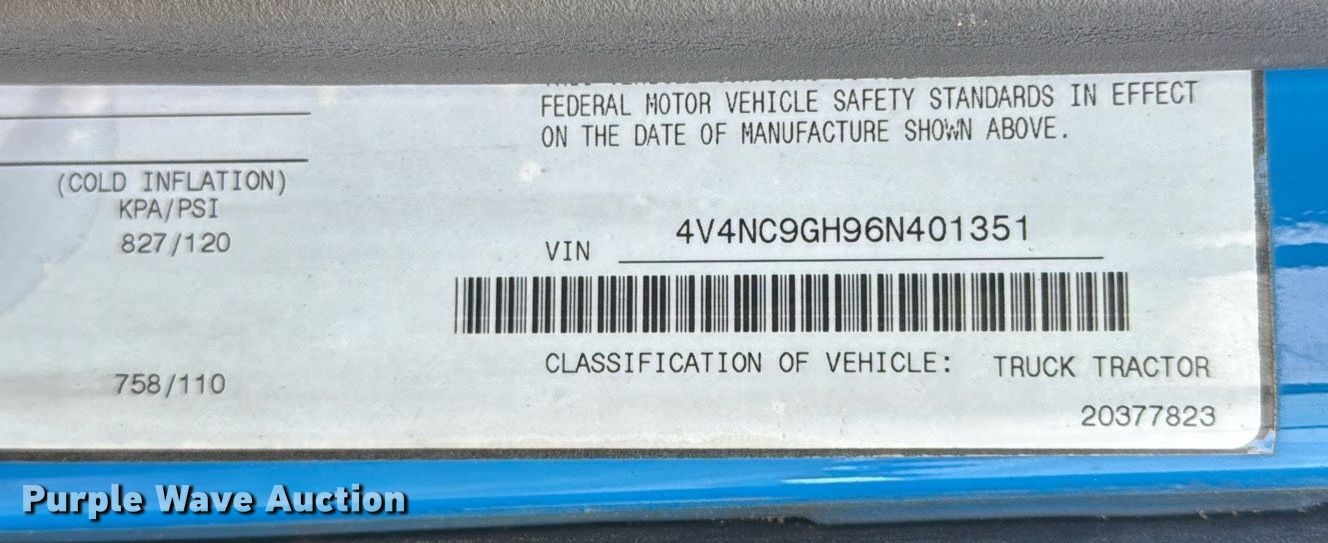 FEDERAL MOTOR VEHICLE SAFETY STANDARDS IN EFFECT
ON THE DATE OF MANUFACTURE SHOWN ABOVE.
(COLD INFLATION)
KPA/PSI
827/120
758/110
VIN 4V4NC9GH96N401351
CLASSIFICATION OF VEHICLE: TRUCK TRACTOR
20377823
Purple Wave Auction